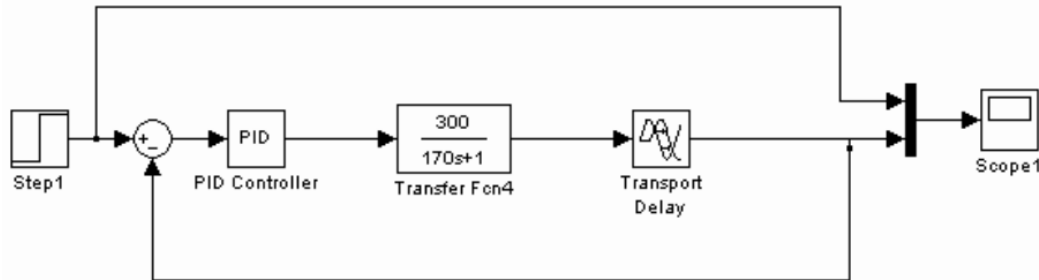 Step1
+
−
PID
PID Controller
300
170s+1
Transfer Fcn4
Transport
Delay
Scope1